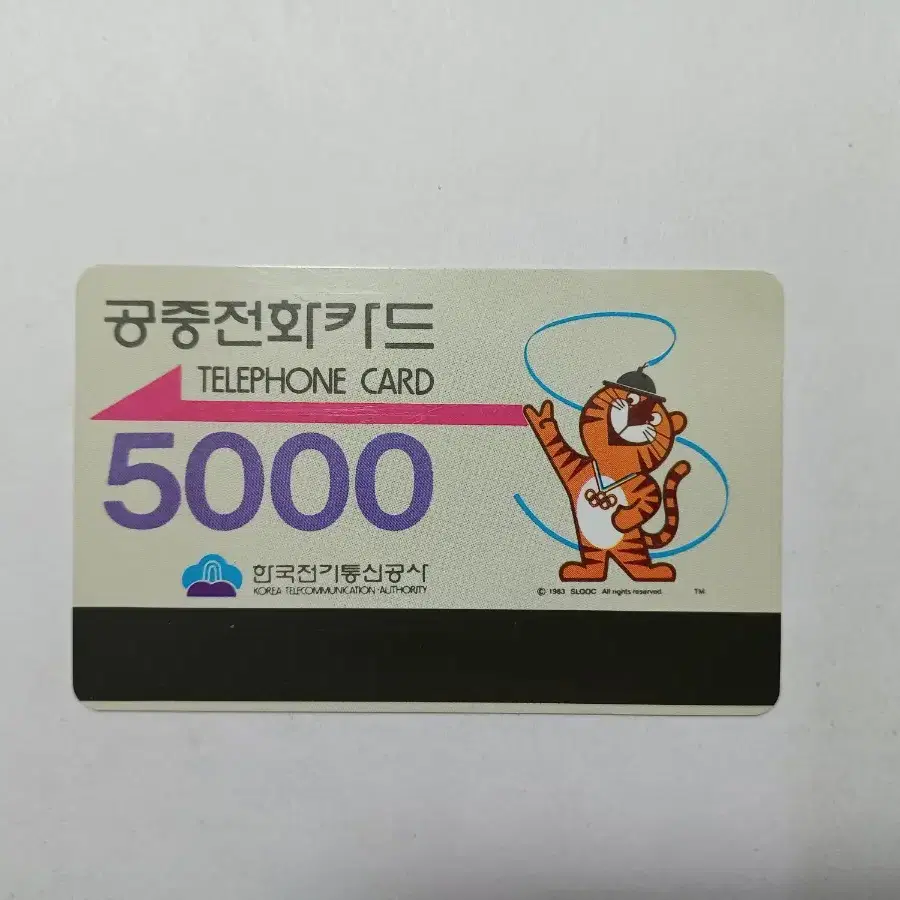 공중전화카드
TELEPHONE CARD
5000
한국전기통신공사
KOREA TELECOMMUNICATION AUTHORITY
© 1983 SLOOC All rights reserved. TM